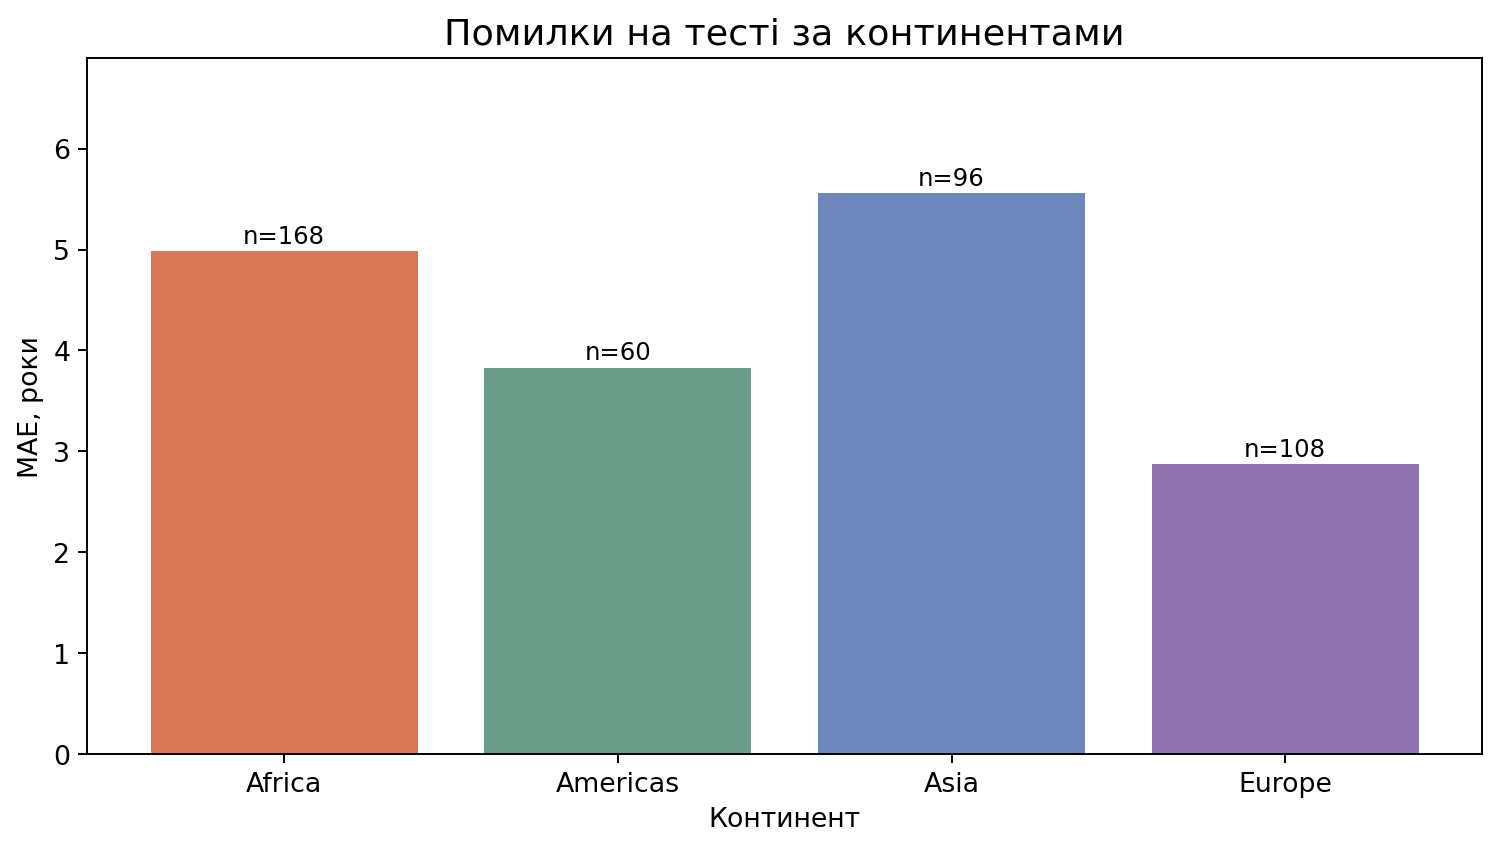 Помилки на тесті за континентами
MAE, роки
6
5
4
3
2
1
0
n=168
n=60
n=96
n=108
Africa
Americas
Asia
Europe
Континент